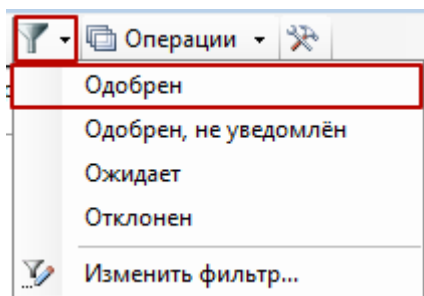 Операции
Одобрен
Одобрен, не уведомлён
Ожидает
Отклонен
Изменить фильтр...